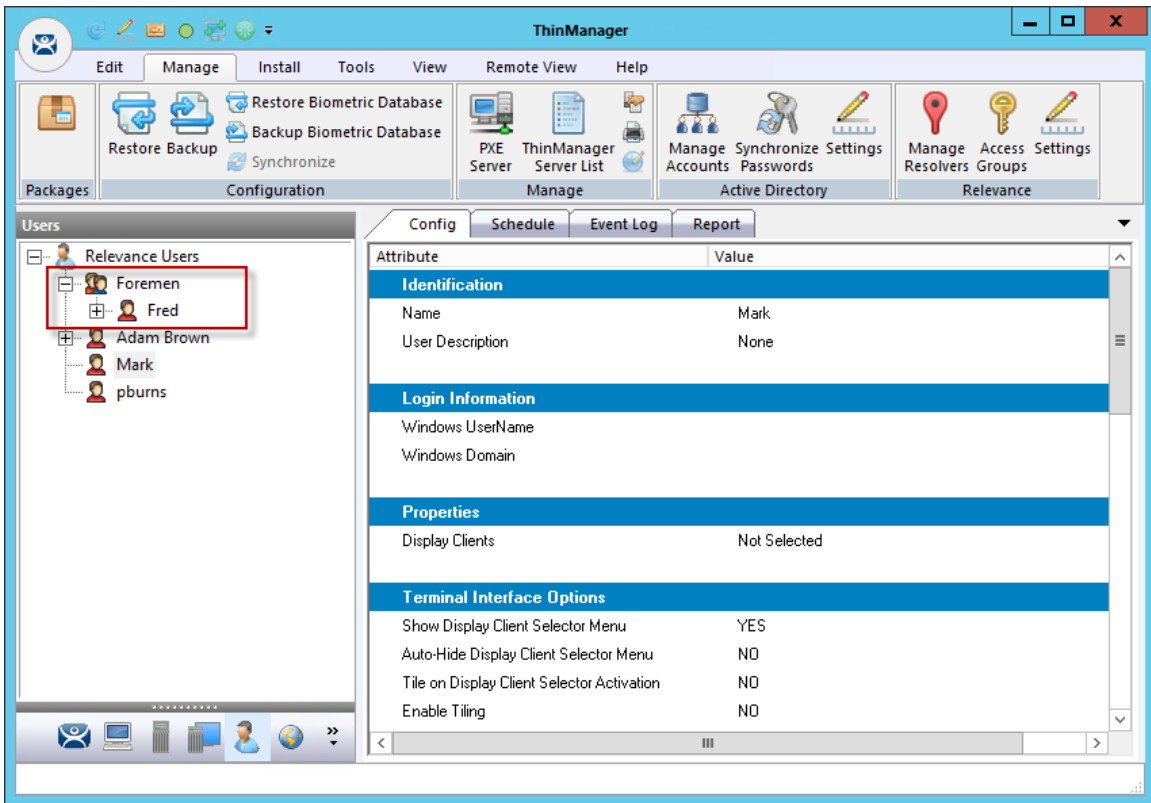 ThinManager
Edit Manage Install Tools View Remote View Help
Restore Backup
Restore Biometric Database
Backup Biometric Database
Synchronize
PXE Server
ThinManager Server List
Manage Accounts
Synchronize Passwords
Settings
Manage Resolvers
Access Groups
Settings
Packages Configuration Manage Active Directory Relevance
Users
Relevance Users
Foremen
Fred
Adam Brown
Mark
pburns
Config Schedule Event Log Report
Attribute Value
Identification
Name Mark
User Description None
Login Information
Windows UserName
Windows Domain
Properties
Display Clients Not Selected
Terminal Interface Options
Show Display Client Selector Menu YES
Auto-Hide Display Client Selector Menu NO
Tile on Display Client Selector Activation NO
Enable Tiling NO